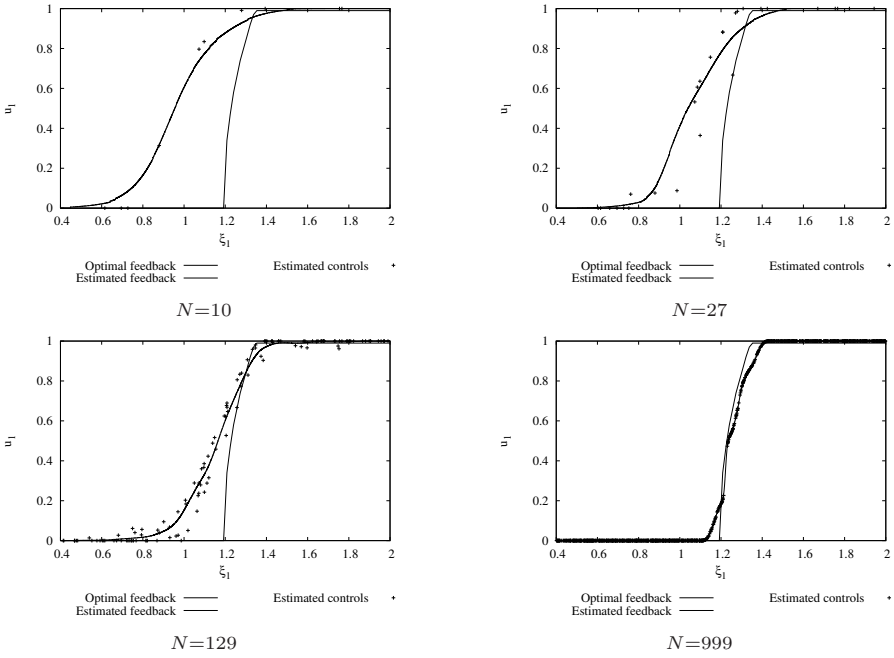 1
0.8
0.6
0.4
0.2
0
u1
0.4 0.6 0.8 1 1.2 1.4 1.6 1.8 2
ξ1
Optimal feedback
Estimated feedback
Estimated controls
N=10
1
0.8
0.6
0.4
0.2
0
u1
0.4 0.6 0.8 1 1.2 1.4 1.6 1.8 2
ξ1
Optimal feedback
Estimated feedback
Estimated controls
N=27
1
0.8
0.6
0.4
0.2
0
u1
0.4 0.6 0.8 1 1.2 1.4 1.6 1.8 2
ξ1
Optimal feedback
Estimated feedback
Estimated controls
N=129
1
0.8
0.6
0.4
0.2
0
u1
0.4 0.6 0.8 1 1.2 1.4 1.6 1.8 2
ξ1
Optimal feedback
Estimated feedback
Estimated controls
N=999